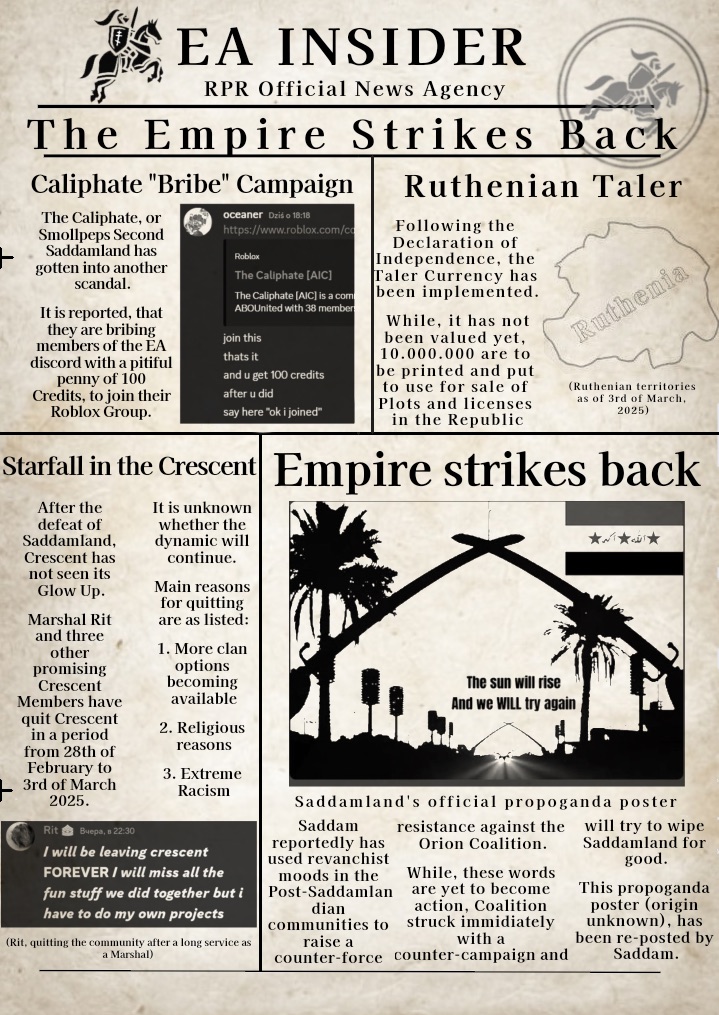 EA INSIDER
RPR Official News Agency
The Empire Strikes Back
Caliphate "Bribe" Campaign
The Caliphate, or
Smollpeps Second
Saddamland has
gotten into another
scandal.
It is reported, that
they are bribing
members of the EA
discord with a pitiful
penny of 100
Credits, to join their
Roblox Group.
oceaner Dziś o 18:18
https://www.roblox.com/co
Roblox
The Caliphate [AIC]
The Caliphate [AIC] is a com
ABOUnited with 38 members
join this
thats it
and u get 100 credits
after u did
say here "ok i joined"
Ruthenian Taler
Following the
Declaration of
Independence, the
Taler Currency has
been implemented.
While, it has not
been valued yet,
10.000.000 are to
be printed and put
to use for sale of
Plots and licenses
in the Republic
Ruthenia
(Ruthenian territories
as of 3rd of March,
2025)
Starfall in the Crescent
After the
defeat of
Saddamland,
Crescent has
not seen its
Glow Up.
Marshal Rit
and three
other
promising
Crescent
Members have
quit Crescent
in a period
from 28th of
February to
3rd of March
2025.
It is unknown
whether the
dynamic will
continue.
Main reasons
for quitting
are as listed:
1. More clan
options
becoming
available
2. Religious
reasons
3. Extreme
Racism
Rit Вчера, в 22:30
I will be leaving crescent
FOREVER I will miss all the
fun stuff we did together but i
have to do my own projects
(Rit, quitting the community after a long service as
a Marshal)
Empire strikes back
الله اكبر
The sun will rise
And we WILL try again
Saddamland's official propoganda poster
Saddam
reportedly has
used revanchist
moods in the
Post-Saddamlan
dian
communities to
raise a
counter-force
resistance against the
Orion Coalition.
While, these words
are yet to become
action, Coalition
struck immidiately
with a
counter-campaign and
will try to wipe
Saddamland for
good.
This propoganda
poster (origin
unknown), has
been re-posted by
Saddam.